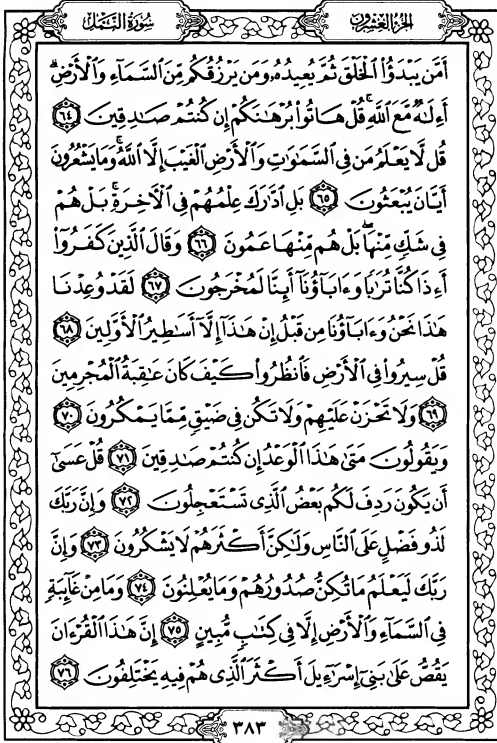 الجزء العشرون
سورة النمل
أَمَّن يَبْدَؤُا۟ ٱلْخَلْقَ ثُمَّ يُعِيدُهُۥ وَمَن يَرْزُقُكُم مِّنَ ٱلسَّمَآءِ وَٱلْأَرْضِ ۗ
أَءِلَٰهٌ مَّعَ ٱللَّهِ ۚ قُلْ هَاتُوا۟ بُرْهَٰنَكُمْ إِن كُنتُمْ صَٰدِقِينَ ٦٤
قُل لَّا يَعْلَمُ مَن فِى ٱلسَّمَٰوَٰتِ وَٱلْأَرْضِ ٱلْغَيْبَ إِلَّا ٱللَّهُ ۚ وَمَا يَشْعُرُونَ
أَيَّانَ يُبْعَثُونَ ٦٥ بَلِ ٱدَّٰرَكَ عِلْمُهُمْ فِى ٱلْءَاخِرَةِ ۚ بَلْ هُمْ
فِى شَكٍّ مِّنْهَا ۖ بَلْ هُم مِّنْهَا عَمُونَ ٦٦ وَقَالَ ٱلَّذِينَ كَفَرُوٓا۟
أَءِذَا كُنَّا تُرَٰبًا وَءَابَآؤُنَآ أَئِنَّا لَمُخْرَجُونَ ٦٧ لَقَدْ وُعِدْنَا
هَٰذَا نَحْنُ وَءَابَآؤُنَا مِن قَبْلُ إِنْ هَٰذَآ إِلَّآ أَسَٰطِيرُ ٱلْأَوَّلِينَ ٦٨
قُلْ سِيرُوا۟ فِى ٱلْأَرْضِ فَٱنظُرُوا۟ كَيْفَ كَانَ عَٰقِبَةُ ٱلْمُجْرِمِينَ
٦٩ وَلَا تَحْزَنْ عَلَيْهِمْ وَلَا تَكُن فِى ضَيْقٍ مِّمَّا يَمْكُرُونَ ٧٠
وَيَقُولُونَ مَتَىٰ هَٰذَا ٱلْوَعْدُ إِن كُنتُمْ صَٰدِقِينَ ٧١ قُلْ عَسَىٰٓ
أَن يَكُونَ رَدِفَ لَكُم بَعْضُ ٱلَّذِى تَسْتَعْجِلُونَ ٧٢ وَإِنَّ رَبَّكَ
لَذُو فَضْلٍ عَلَى ٱلنَّاسِ وَلَٰكِنَّ أَكْثَرَهُمْ لَا يَشْكُرُونَ ٧٣ وَإِنَّ
رَبَّكَ لَيَعْلَمُ مَا تُكِنُّ صُدُورُهُمْ وَمَا يُعْلِنُونَ ٧٤ وَمَا مِنْ غَآئِبَةٍ
فِى ٱلسَّمَآءِ وَٱلْأَرْضِ إِلَّا فِى كِتَٰبٍ مُّبِينٍ ٧٥ إِنَّ هَٰذَا ٱلْقُرْءَانَ
يَقُصُّ عَلَىٰ بَنِىٓ إِسْرَٰٓءِيلَ أَكْثَرَ ٱلَّذِى هُمْ فِيهِ يَخْتَلِفُونَ ٧٦
٣٨٣